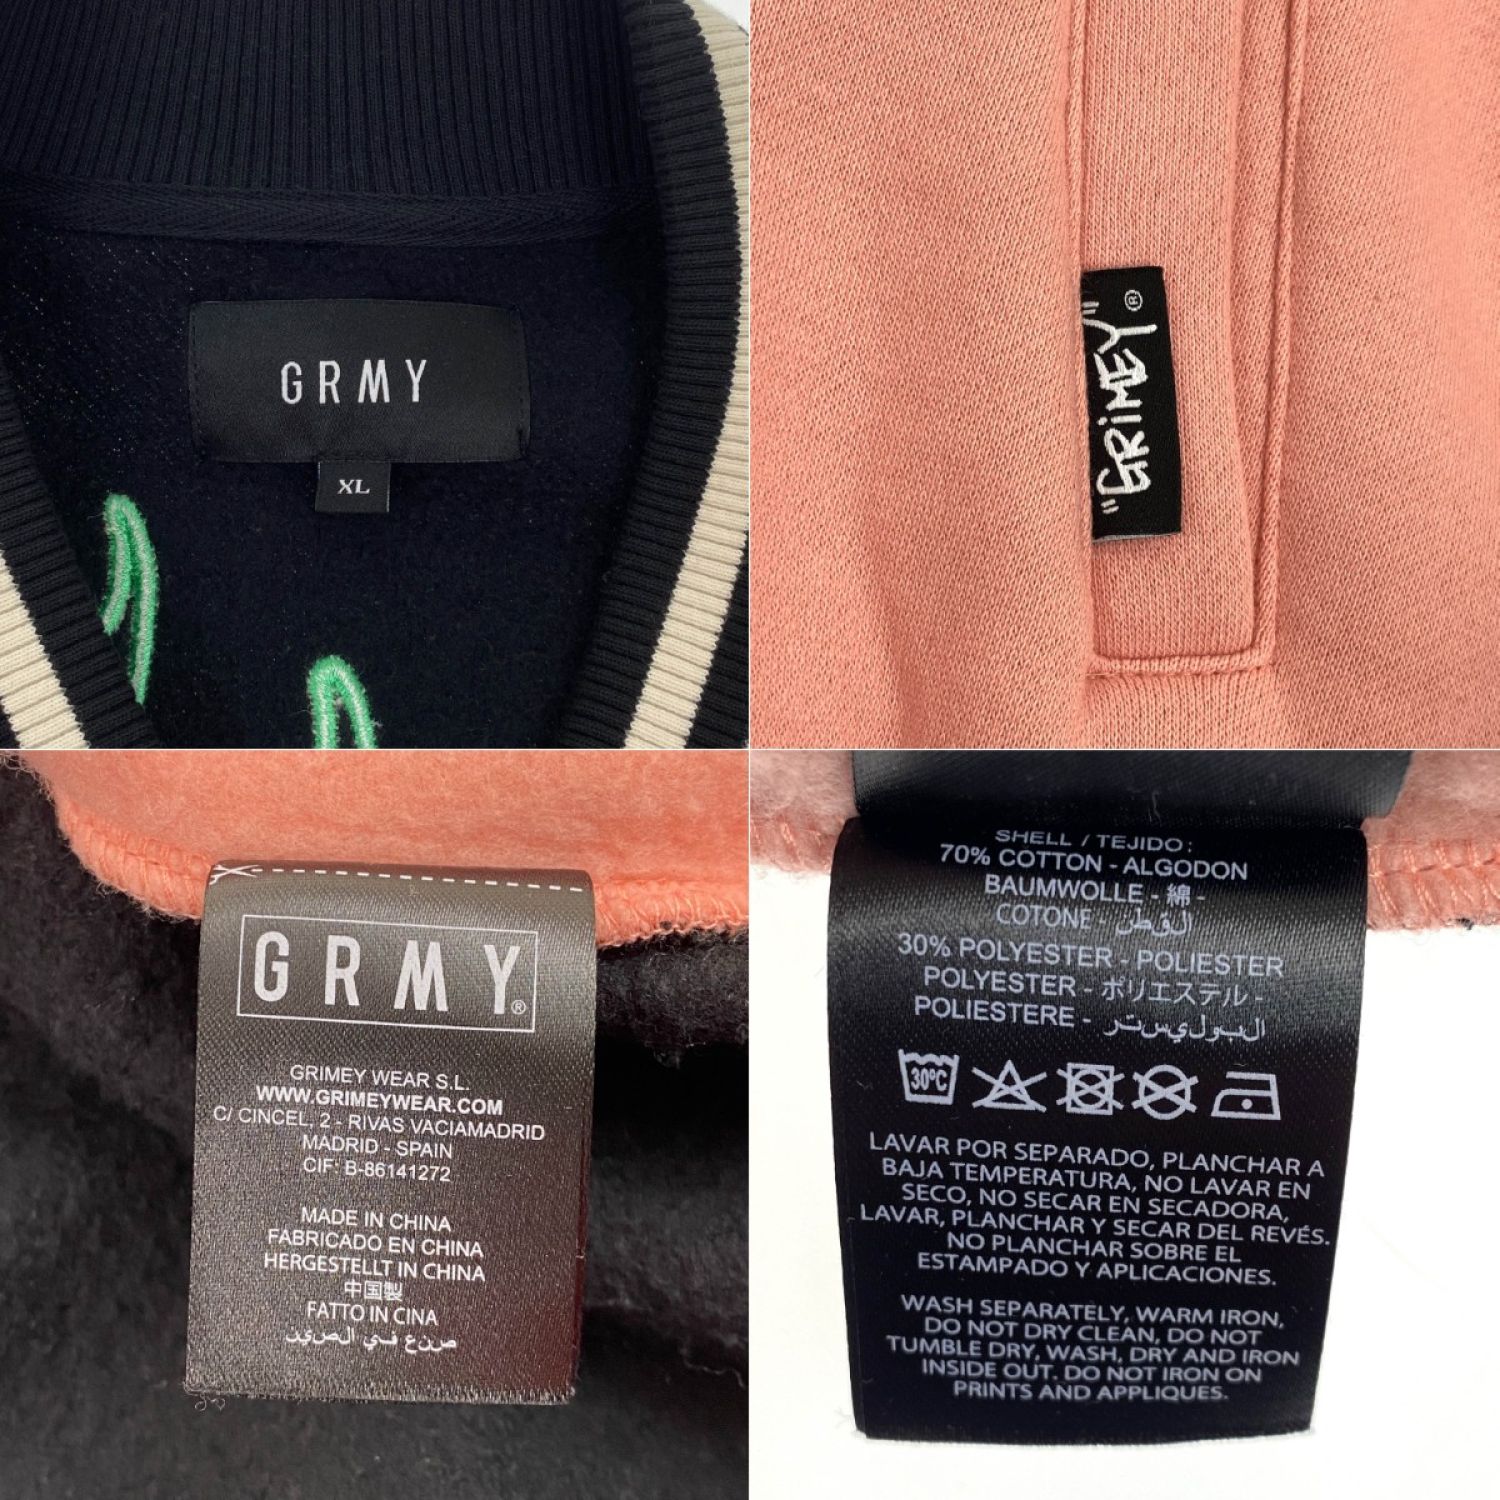 GRMY
XL
"GRiMEY" ®
GRMY®
GRIMEY WEAR S.L.
WWW.GRIMEYWEAR.COM
C/ CINCEL, 2 - RIVAS VACIAMADRID
MADRID - SPAIN
CIF: B-86141272
MADE IN CHINA
FABRICADO EN CHINA
HERGESTELLT IN CHINA
中国製
FATTO IN CINA
صنع في الصين
SHELL / TEJIDO:
70% COTTON - ALGODON
BAUMWOLLE - 綿 -
COTONE - القطن
30% POLYESTER - POLIESTER
POLYESTER - ポリエステル -
POLIESTERE - البوليستر
30ºC
LAVAR POR SEPARADO, PLANCHAR A
BAJA TEMPERATURA, NO LAVAR EN
SECO, NO SECAR EN SECADORA,
LAVAR, PLANCHAR Y SECAR DEL REVÉS.
NO PLANCHAR SOBRE EL
ESTAMPADO Y APLICACIONES.
WASH SEPARATELY, WARM IRON,
DO NOT DRY CLEAN, DO NOT
TUMBLE DRY, WASH, DRY AND IRON
INSIDE OUT. DO NOT IRON ON
PRINTS AND APPLIQUES.